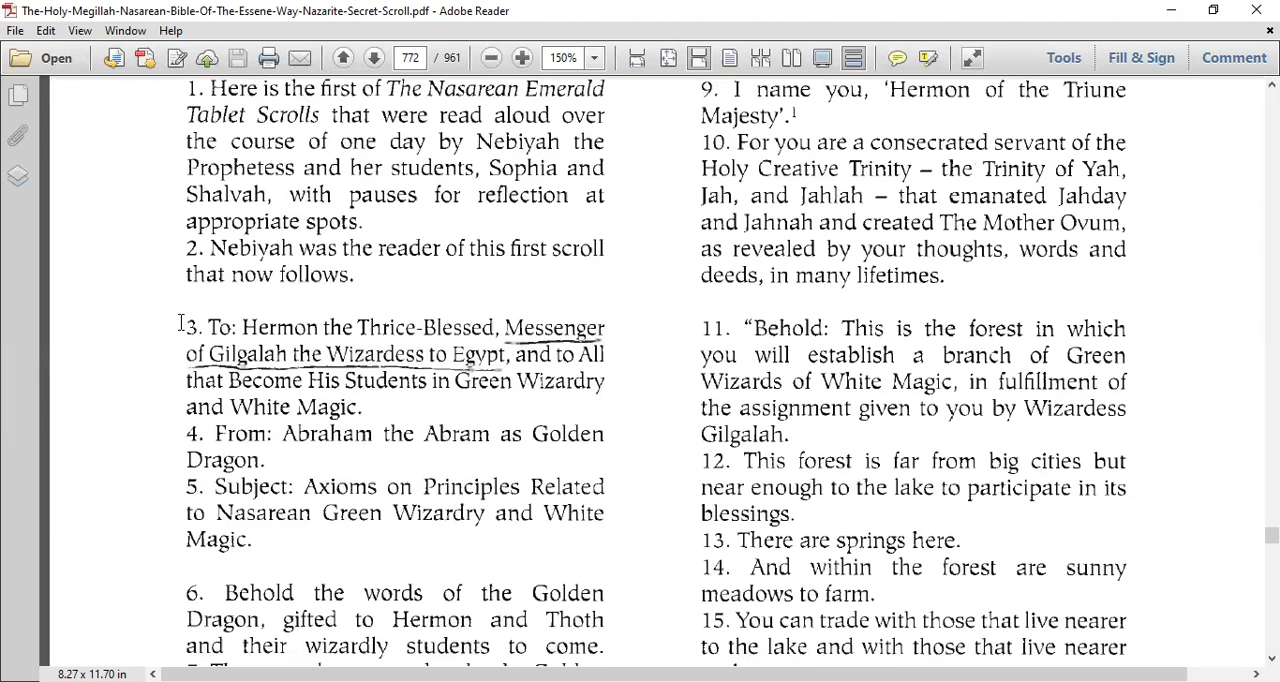 The-Holy-Megillah-Nasarean-Bible-Of-The-Essene-Way-Nazarite-Secret-Scroll.pdf - Adobe Reader
File Edit View Window Help
Open 772 / 961 150% Tools Fill & Sign Comment
1. Here is the first of The Nasarean Emerald
Tablet Scrolls that were read aloud over
the course of one day by Nebiyah the
Prophetess and her students, Sophia and
Shalvah, with pauses for reflection at
appropriate spots.
2. Nebiyah was the reader of this first scroll
that now follows.
3. To: Hermon the Thrice-Blessed, Messenger
of Gilgalah the Wizardess to Egypt, and to All
that Become His Students in Green Wizardry
and White Magic.
4. From: Abraham the Abram as Golden
Dragon.
5. Subject: Axioms on Principles Related
to Nasarean Green Wizardry and White
Magic.
6. Behold the words of the Golden
Dragon, gifted to Hermon and Thoth
and their wizardly students to come.
9. I name you, 'Hermon of the Triune
Majesty'.1
10. For you are a consecrated servant of the
Holy Creative Trinity – the Trinity of Yah,
Jah, and Jahlah – that emanated Jahday
and Jahnah and created The Mother Ovum,
as revealed by your thoughts, words and
deeds, in many lifetimes.
11. "Behold: This is the forest in which
you will establish a branch of Green
Wizards of White Magic, in fulfillment of
the assignment given to you by Wizardess
Gilgalah.
12. This forest is far from big cities but
near enough to the lake to participate in its
blessings.
13. There are springs here.
14. And within the forest are sunny
meadows to farm.
15. You can trade with those that live nearer
to the lake and with those that live nearer
8.27 x 11.70 in